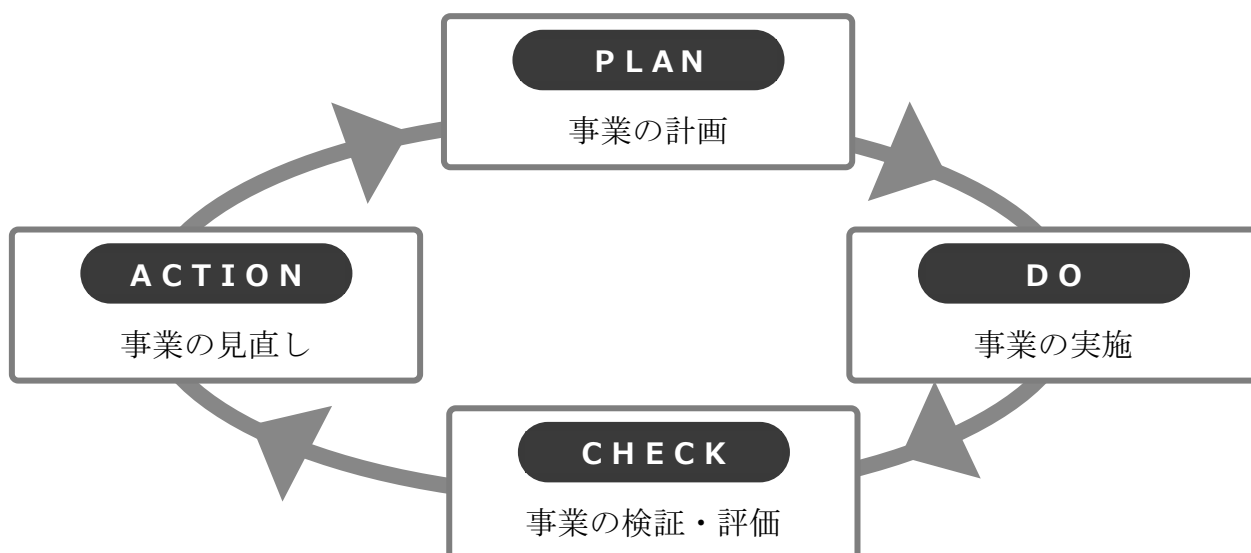 PLAN
事業の計画
ACTION
事業の見直し
DO
事業の実施
CHECK
事業の検証・評価